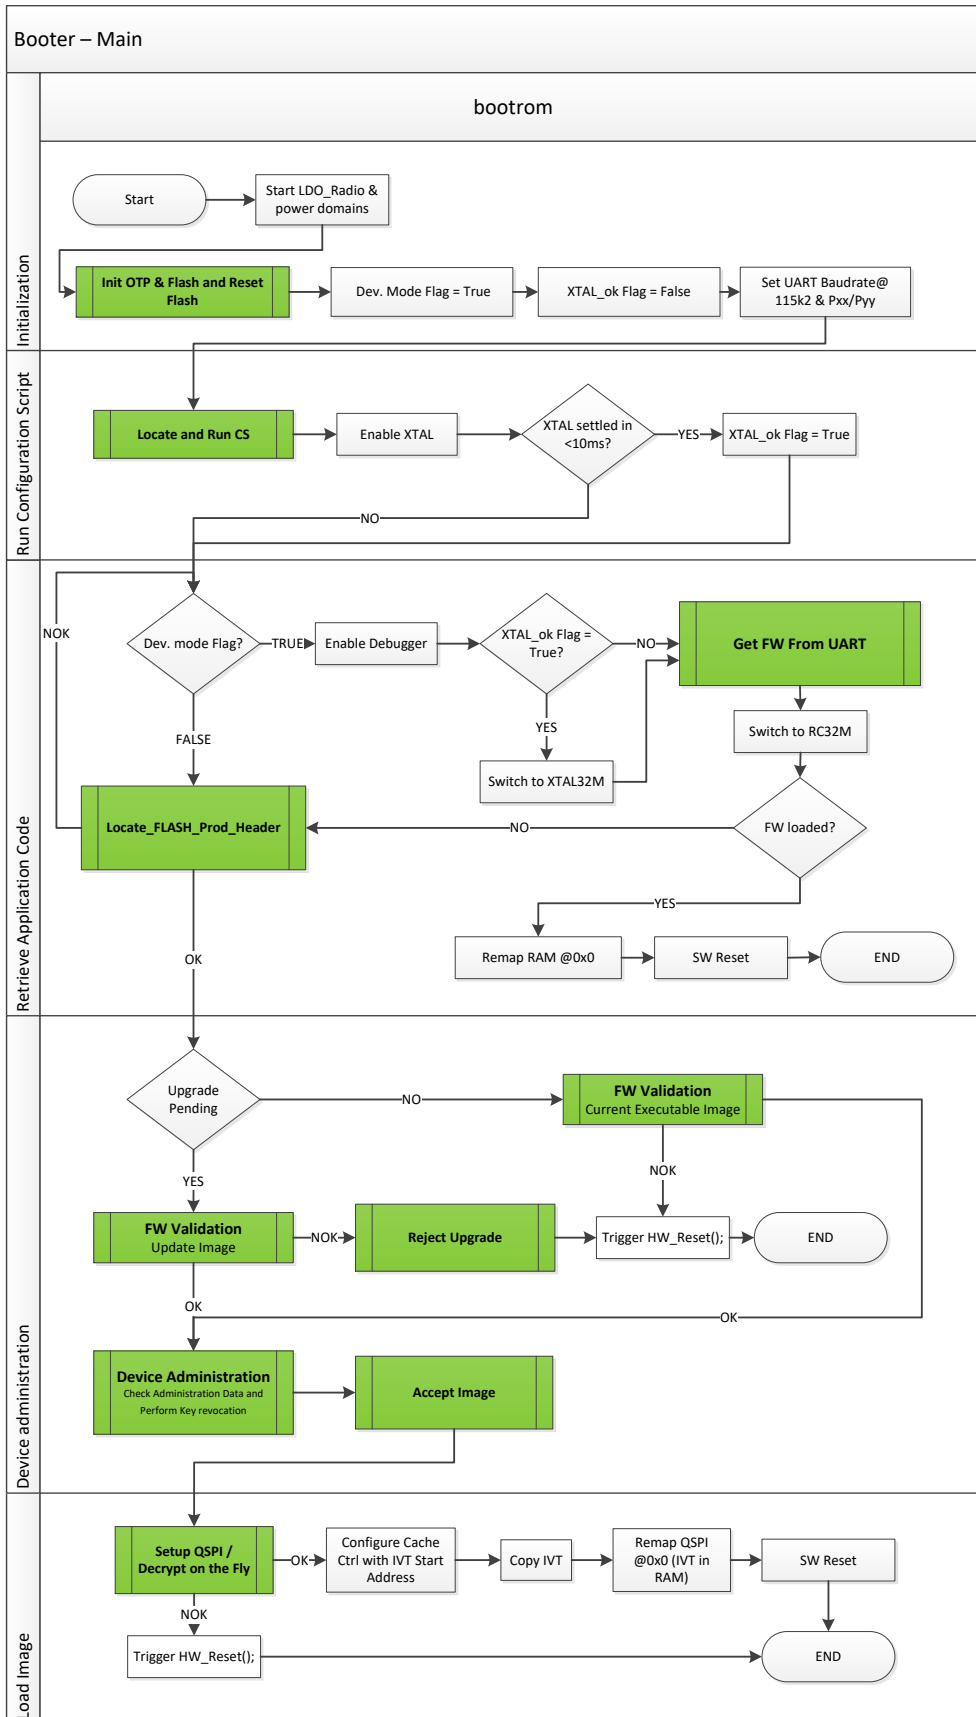 Booter – Main
bootrom
Initialization
Start
Start LDO_Radio &
power domains
Init OTP & Flash and Reset
Flash
Dev. Mode Flag = True
XTAL_ok Flag = False
Set UART Baudrate@
115k2 & Pxx/Pyy
Run Configuration Script
Locate and Run CS
Enable XTAL
XTAL settled in
<10ms?
YES
XTAL_ok Flag = True
NO
Retrieve Application Code
NOK
Dev. mode Flag?
TRUE
Enable Debugger
XTAL_ok Flag =
True?
NO
Get FW From UART
YES
Switch to RC32M
FALSE
Switch to XTAL32M
Locate_FLASH_Prod_Header
NO
FW loaded?
YES
OK
Remap RAM @0x0
SW Reset
END
Device administration
Upgrade
Pending
NO
FW Validation
Current Executable Image
NOK
YES
FW Validation
Update Image
NOK
Reject Upgrade
Trigger HW_Reset();
END
OK
OK
Device Administration
Check Administration Data and
Perform Key revocation
Accept Image
Load Image
Setup QSPI /
Decrypt on the Fly
OK
Configure Cache
Ctrl with IVT Start
Address
Copy IVT
Remap QSPI
@0x0 (IVT in
RAM)
SW Reset
NOK
Trigger HW_Reset();
END